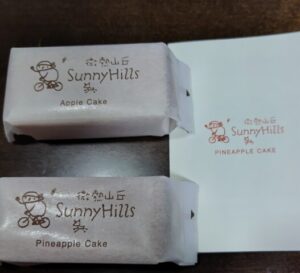 微熱山丘
SunnyHills
Apple Cake
微熱山丘
SunnyHills
PINEAPPLE CAKE
微熱山丘
SunnyHills
Pineapple Cake